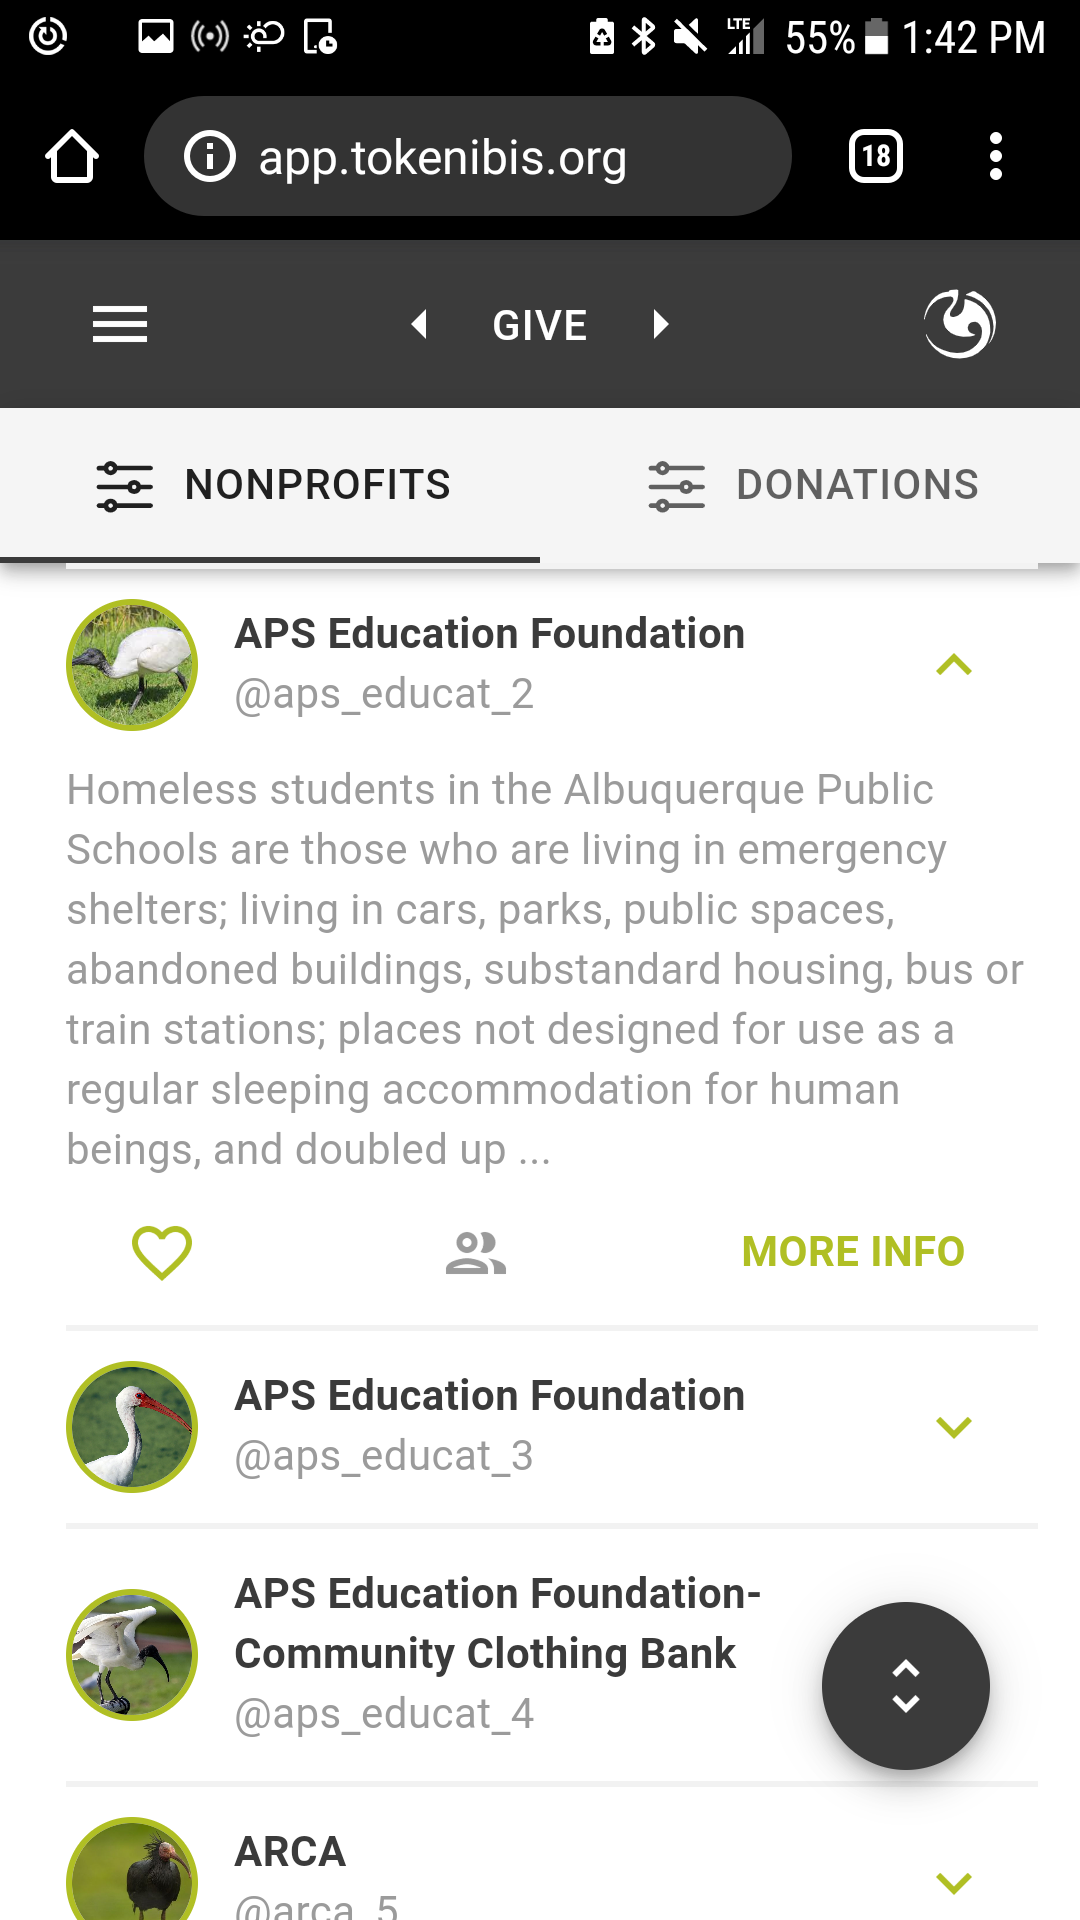 LTE 55% 1:42 PM
app.tokenibis.org 18
GIVE
NONPROFITS DONATIONS
APS Education Foundation
@aps_educat_2
Homeless students in the Albuquerque Public
Schools are those who are living in emergency
shelters; living in cars, parks, public spaces,
abandoned buildings, substandard housing, bus or
train stations; places not designed for use as a
regular sleeping accommodation for human
beings, and doubled up ...
MORE INFO
APS Education Foundation
@aps_educat_3
APS Education Foundation-
Community Clothing Bank
@aps_educat_4
ARCA
@arca_5